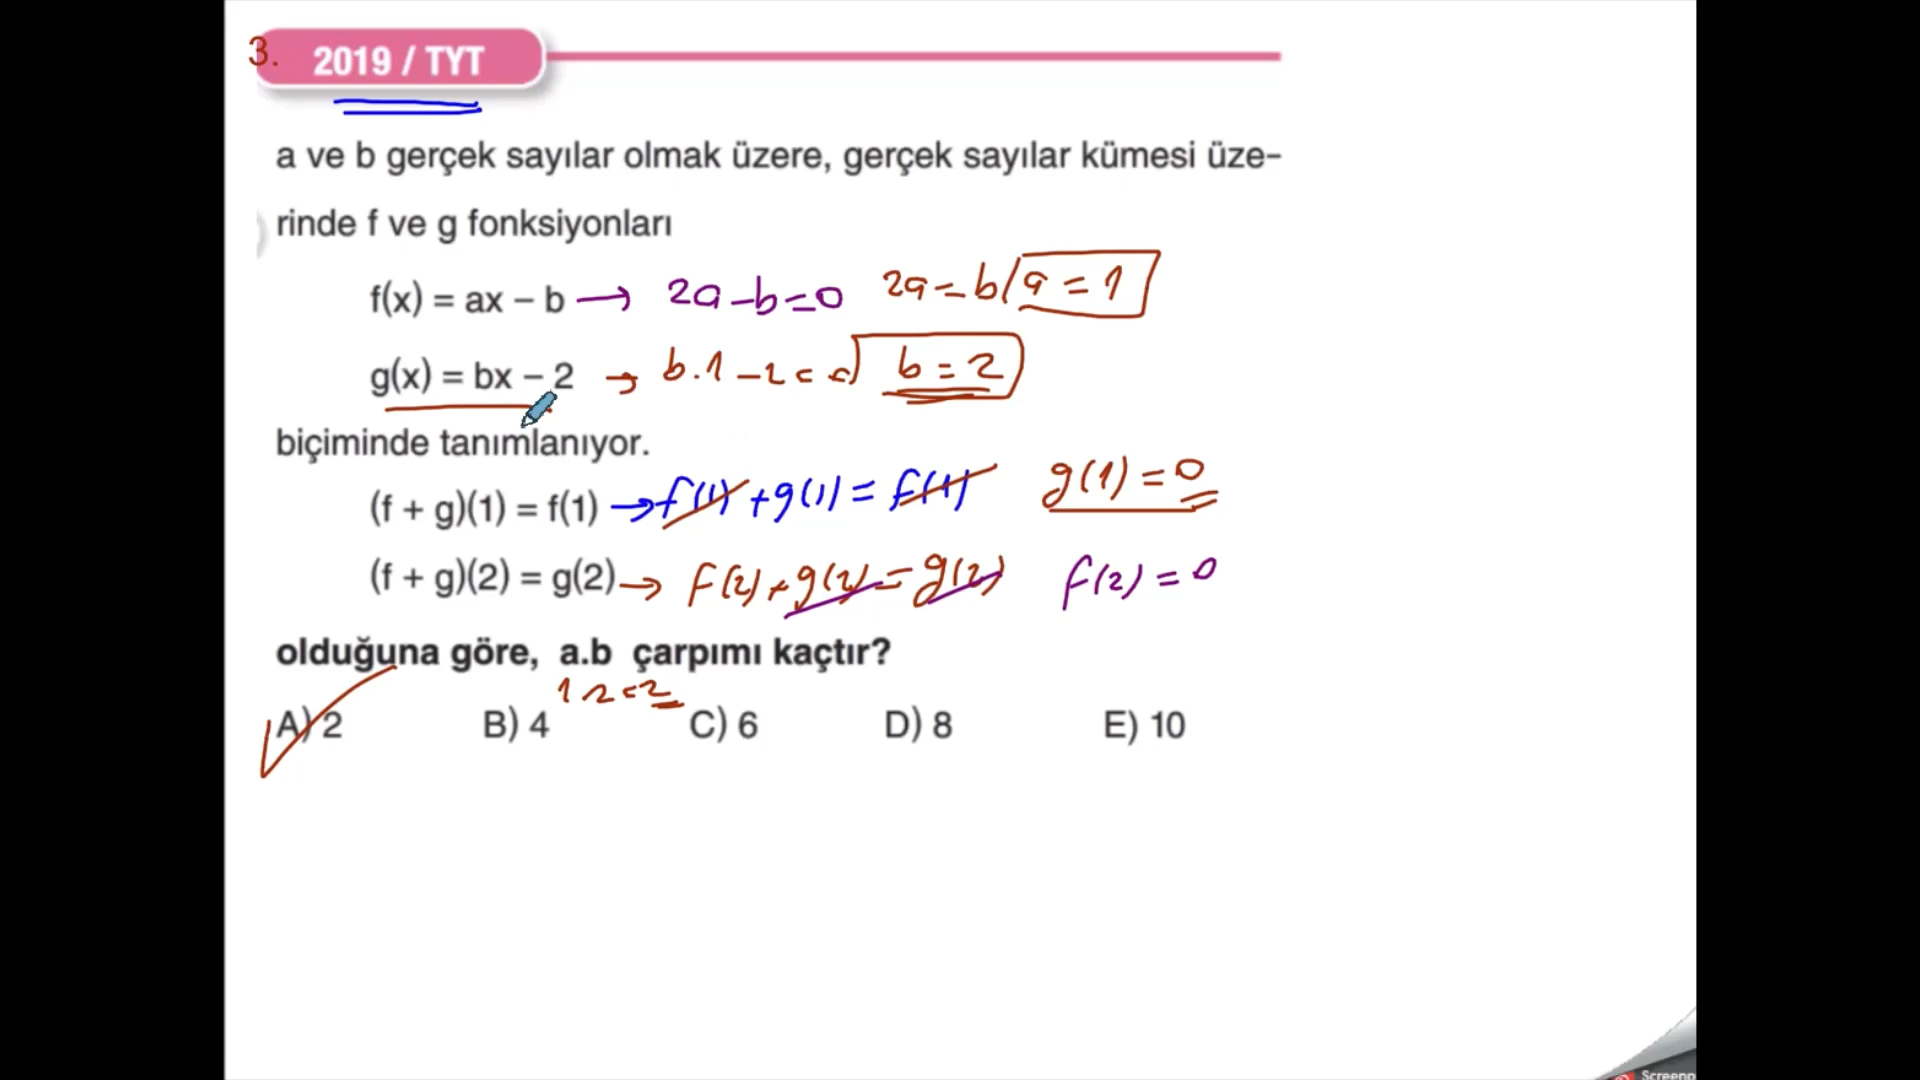 3. 2019 / TYT
a ve b gerçek sayılar olmak üzere, gerçek sayılar kümesi üze-
rinde f ve g fonksiyonları
f(x) = ax – b → 2a – b = 0 2a = b / a = 1
g(x) = bx – 2 → b.1 – 2 = 0 b = 2
biçiminde tanımlanıyor.
(f + g)(1) = f(1) → f(1) + g(1) = f(1) g(1) = 0
(f + g)(2) = g(2) → f(2) + g(2) = g(2) f(2) = 0
olduğuna göre, a.b çarpımı kaçtır?
1.2 = 2
A) 2 B) 4 C) 6 D) 8 E) 10